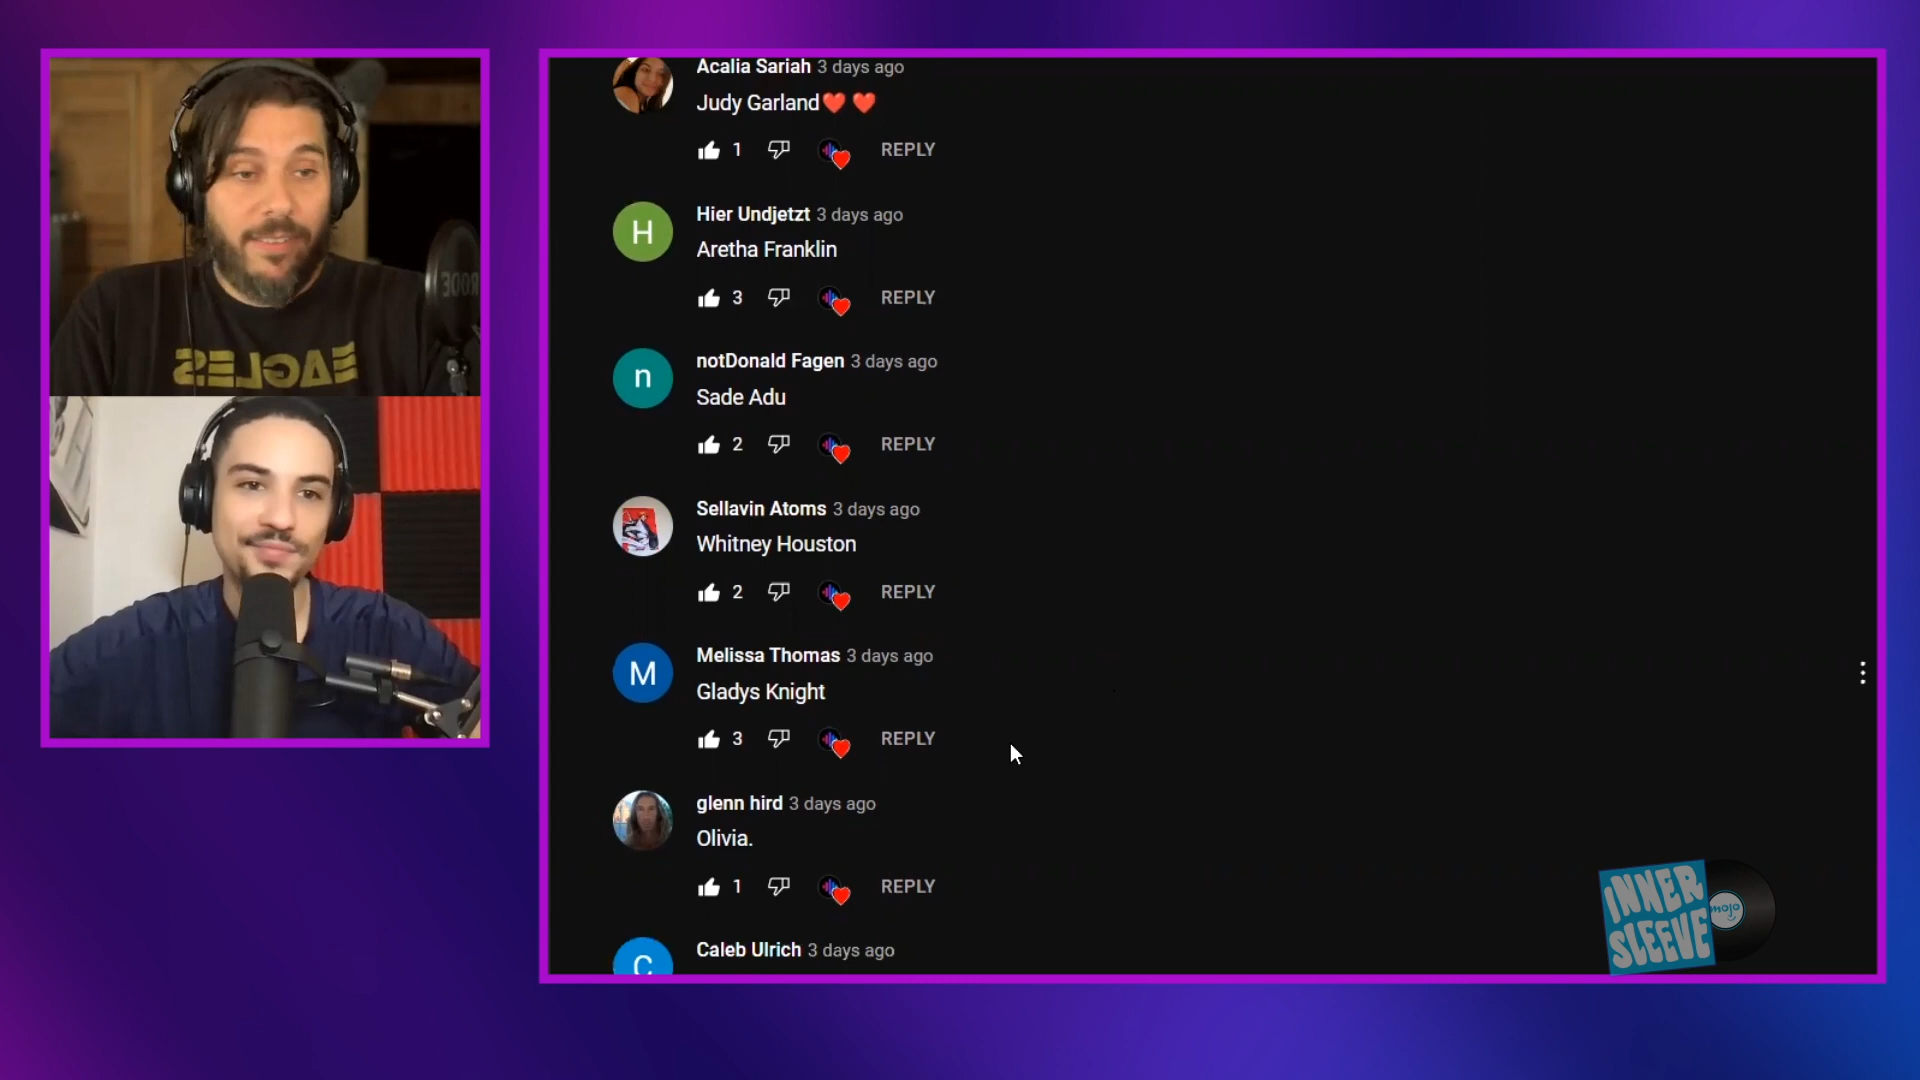 EAGLES
RODE
Acalia Sariah 3 days ago
Judy Garland❤️ ❤️
1 REPLY
H
Hier Undjetzt 3 days ago
Aretha Franklin
3 REPLY
n
notDonald Fagen 3 days ago
Sade Adu
2 REPLY
Sellavin Atoms 3 days ago
Whitney Houston
2 REPLY
M
Melissa Thomas 3 days ago
Gladys Knight
3 REPLY
glenn hird 3 days ago
Olivia.
1 REPLY
C
Caleb Ulrich 3 days ago
INNER
SLEEVE
mojo